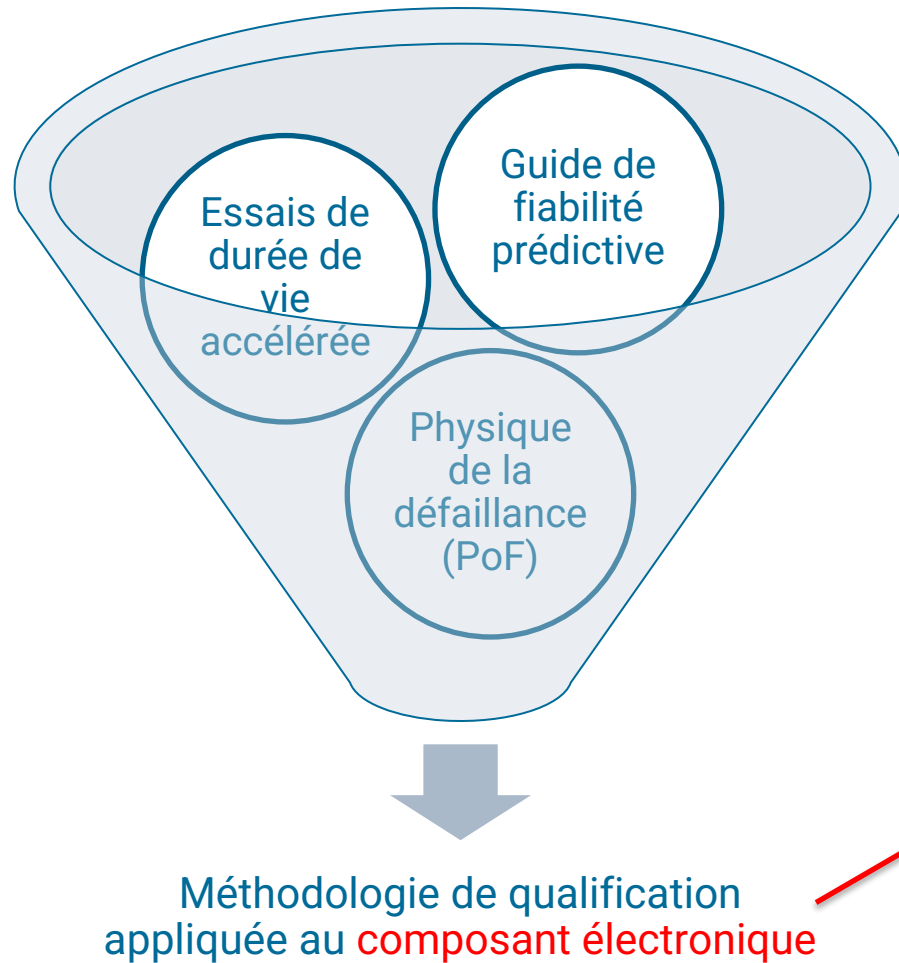 Essais de
durée de
vie
accélérée
Guide de
fiabilité
prédictive
Physique
de la
défaillance
(PoF)
Méthodologie de qualification
appliquée au composant électronique